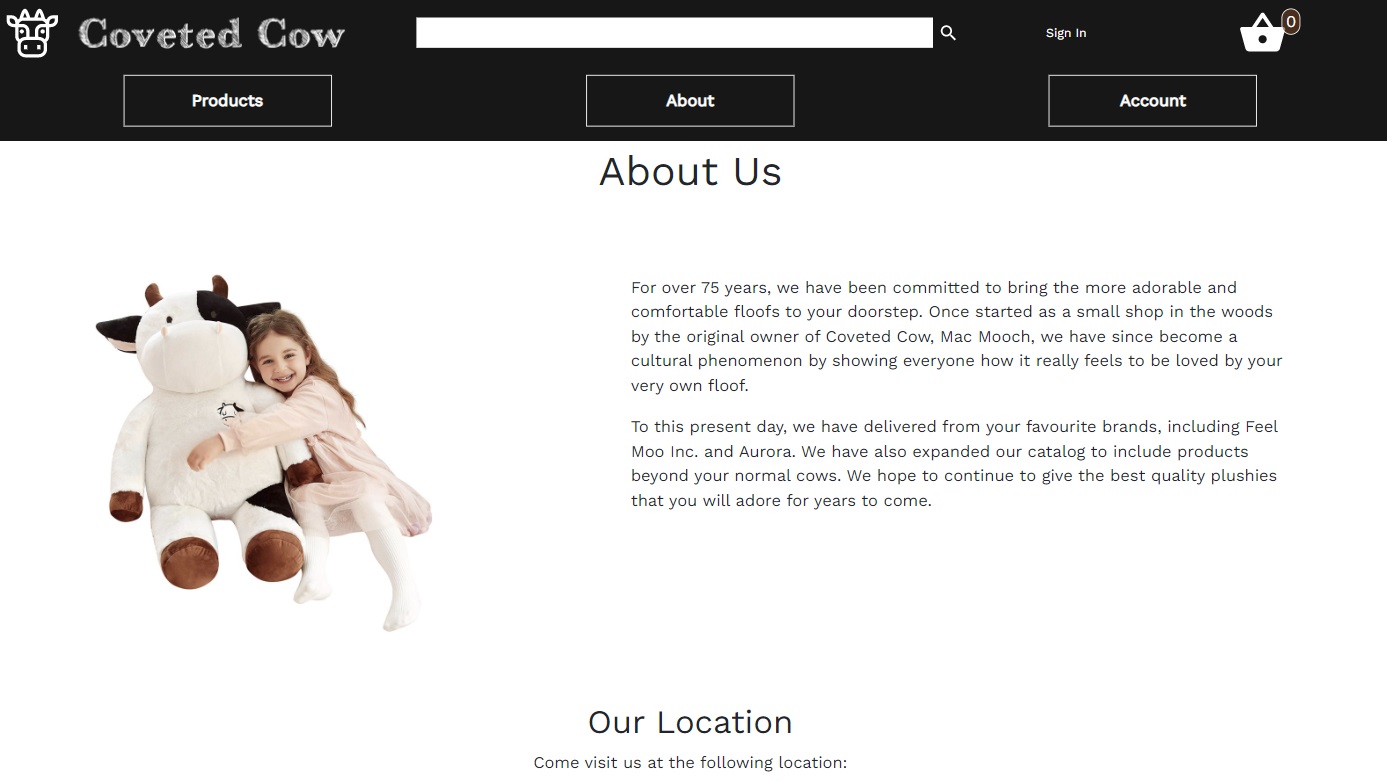 Coveted Cow
Sign In
0
Products
About
Account
About Us
For over 75 years, we have been committed to bring the more adorable and
comfortable floofs to your doorstep. Once started as a small shop in the woods
by the original owner of Coveted Cow, Mac Mooch, we have since become a
cultural phenomenon by showing everyone how it really feels to be loved by your
very own floof.
To this present day, we have delivered from your favourite brands, including Feel
Moo Inc. and Aurora. We have also expanded our catalog to include products
beyond your normal cows. We hope to continue to give the best quality plushies
that you will adore for years to come.
Our Location
Come visit us at the following location: